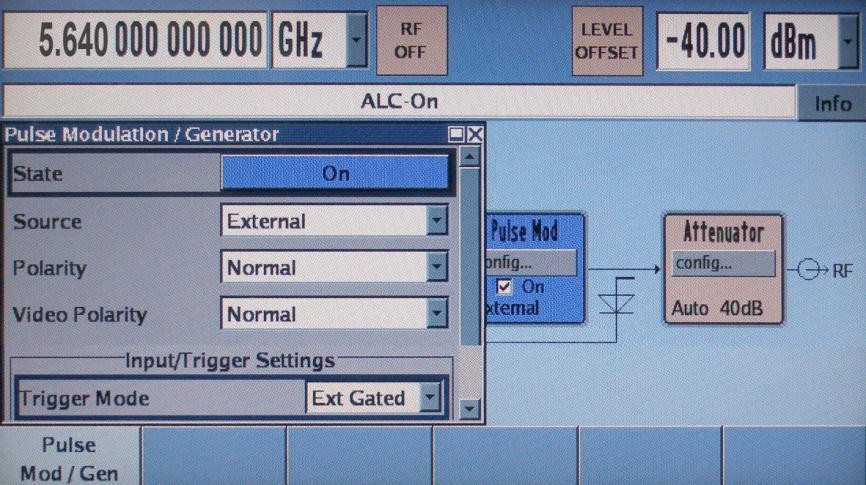 5.640 000 000 000 GHz RF OFF LEVEL OFFSET -40.00 dBm
ALC-On Info
Pulse Modulation / Generator
State On
Source External
Polarity Normal
Video Polarity Normal
Input/Trigger Settings
Trigger Mode Ext Gated
Pulse Mod
onfig...
On
xternal
Attenuator
config...
Auto 40dB
RF
Pulse
Mod / Gen